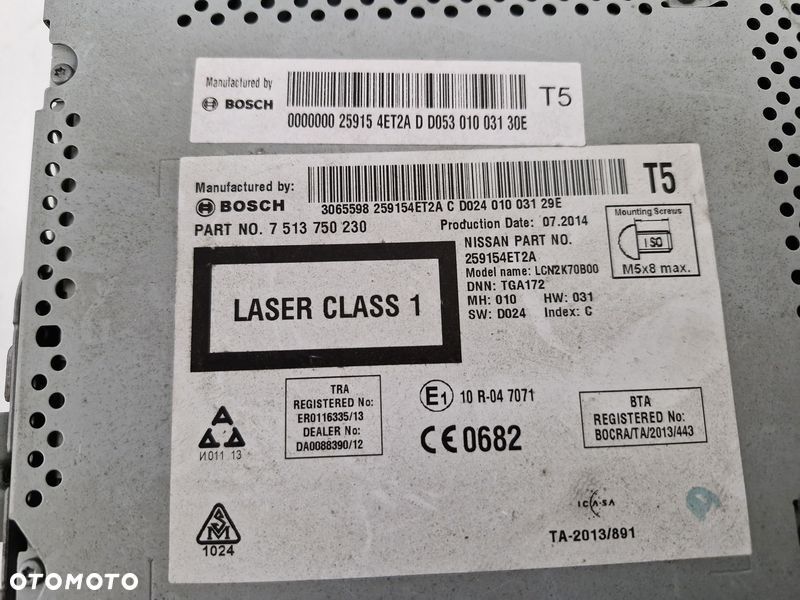 Manufactured by
BOSCH
T5
0000000 25915 4ET2A D D053 010 031 30E
Manufactured by:
BOSCH
T5
3065598 259154ET2A C D024 010 031 29E
PART NO. 7 513 750 230
Production Date: 07.2014
Mounting Screws
ISO
M5x8 max.
NISSAN PART NO.
259154ET2A
Model name: LCN2K70B00
DNN: TGA172
MH: 010 HW: 031
SW: D024 Index: C
LASER CLASS 1
TRA
REGISTERED No:
ER0116335/13
DEALER No:
DA0088390/12
E1
10 R-04 7071
CE0682
BTA
REGISTERED No:
BOCRA/TA/2013/443
И011 13
SM
1024
ICASA
TA-2013/891
OTOMOTO